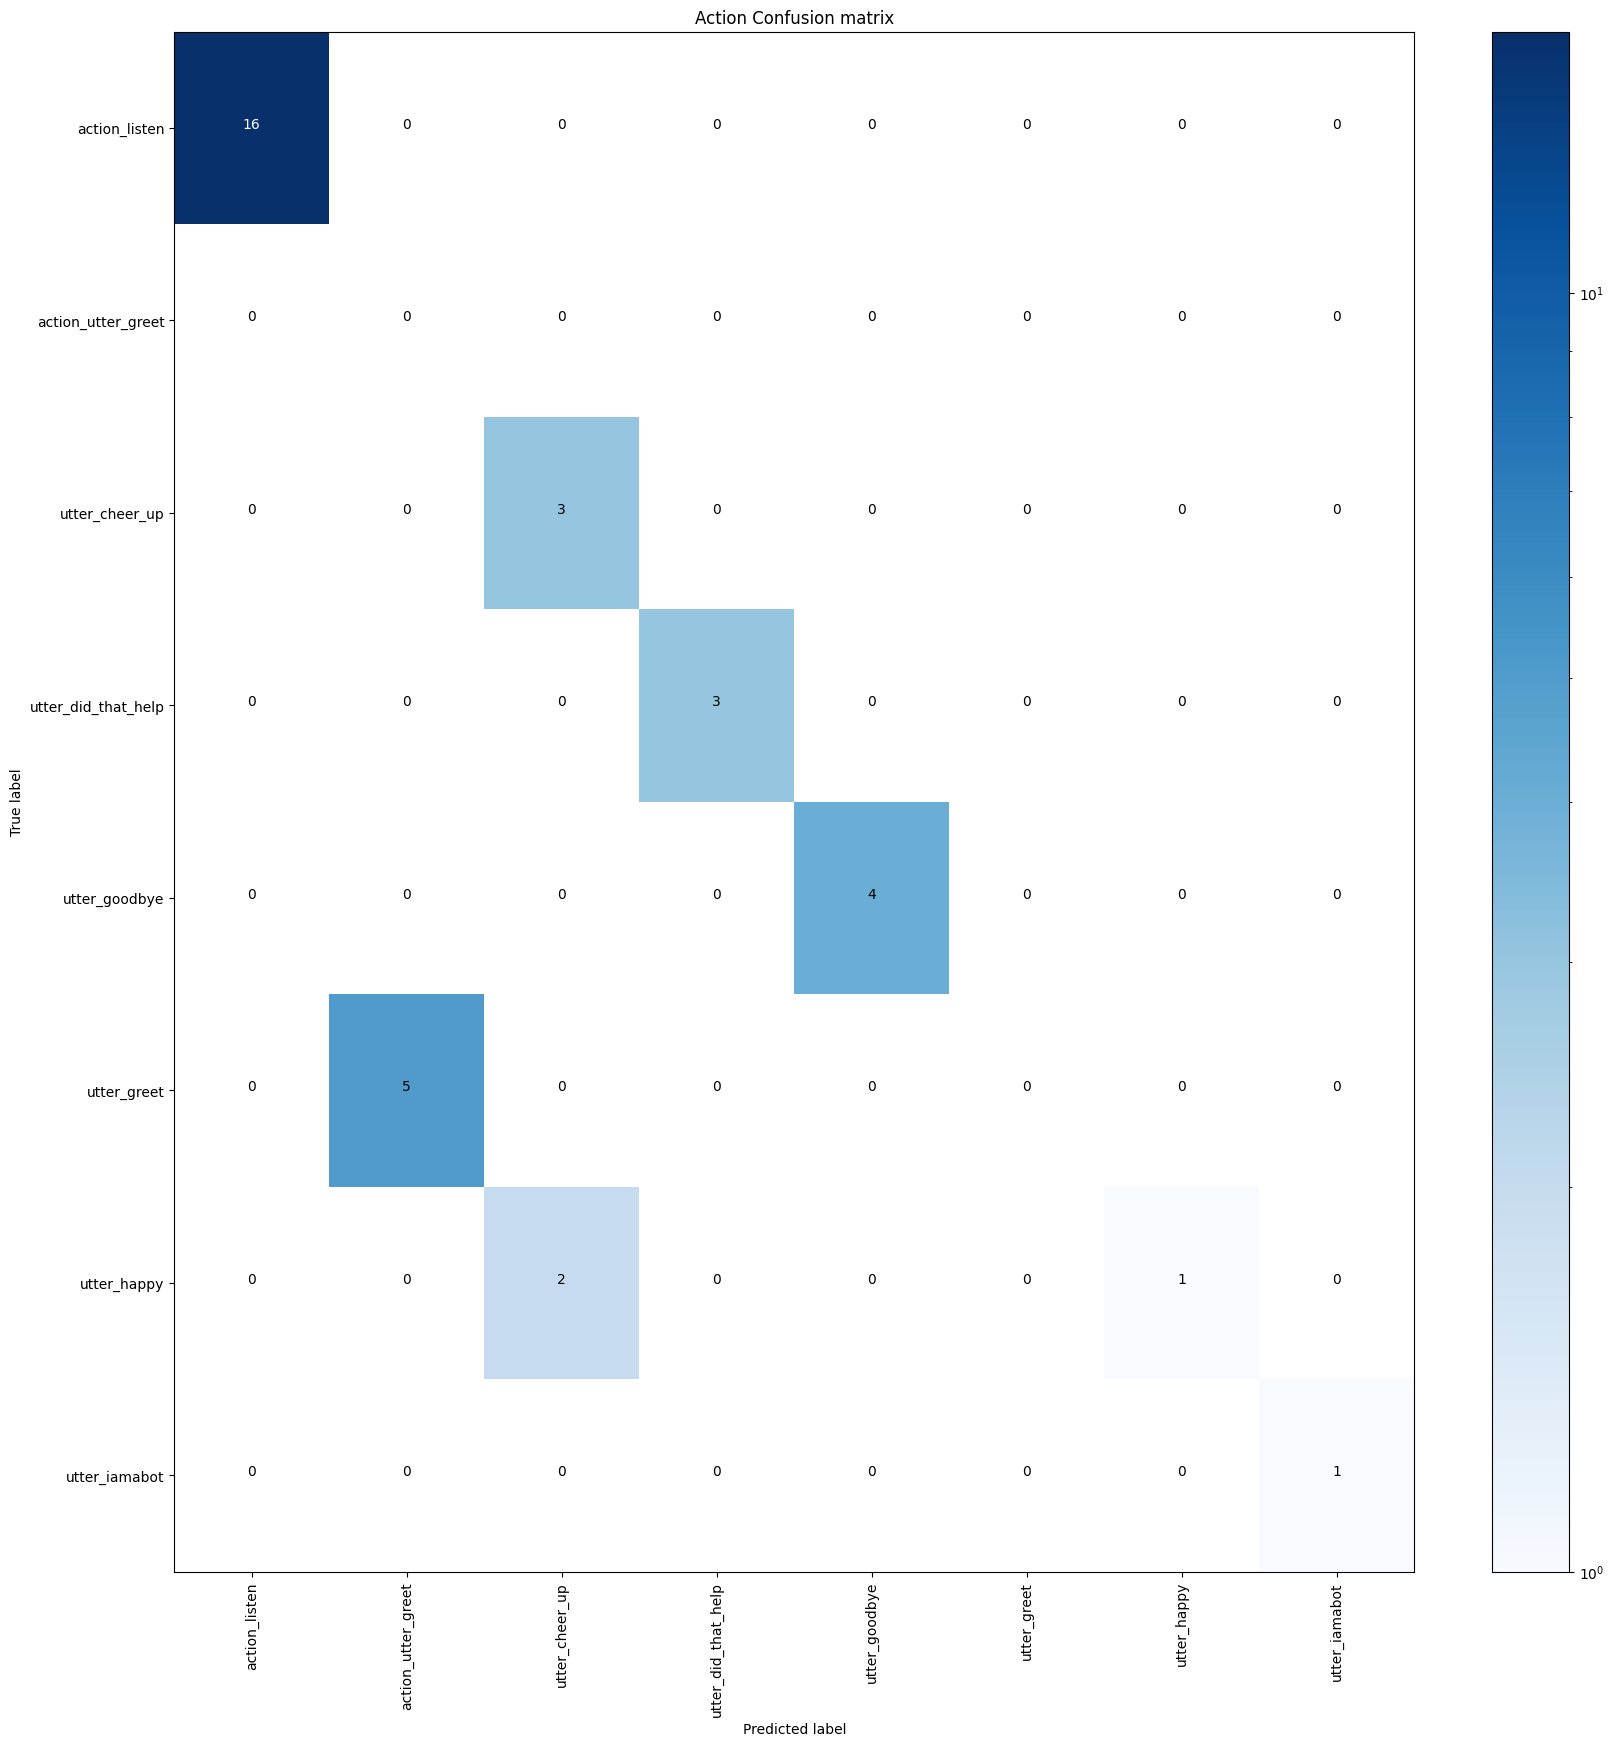 Action Confusion matrix
action_listen 16 0 0 0 0 0 0 0
action_utter_greet 0 0 0 0 0 0 0 0
utter_cheer_up 0 0 3 0 0 0 0 0
utter_did_that_help 0 0 0 3 0 0 0 0
utter_goodbye 0 0 0 0 4 0 0 0
utter_greet 0 5 0 0 0 0 0 0
utter_happy 0 0 2 0 0 0 1 0
utter_iamabot 0 0 0 0 0 0 0 1
True label
action_listen
action_utter_greet
utter_cheer_up
utter_did_that_help
utter_goodbye
utter_greet
utter_happy
utter_iamabot
Predicted label
10¹
10⁰